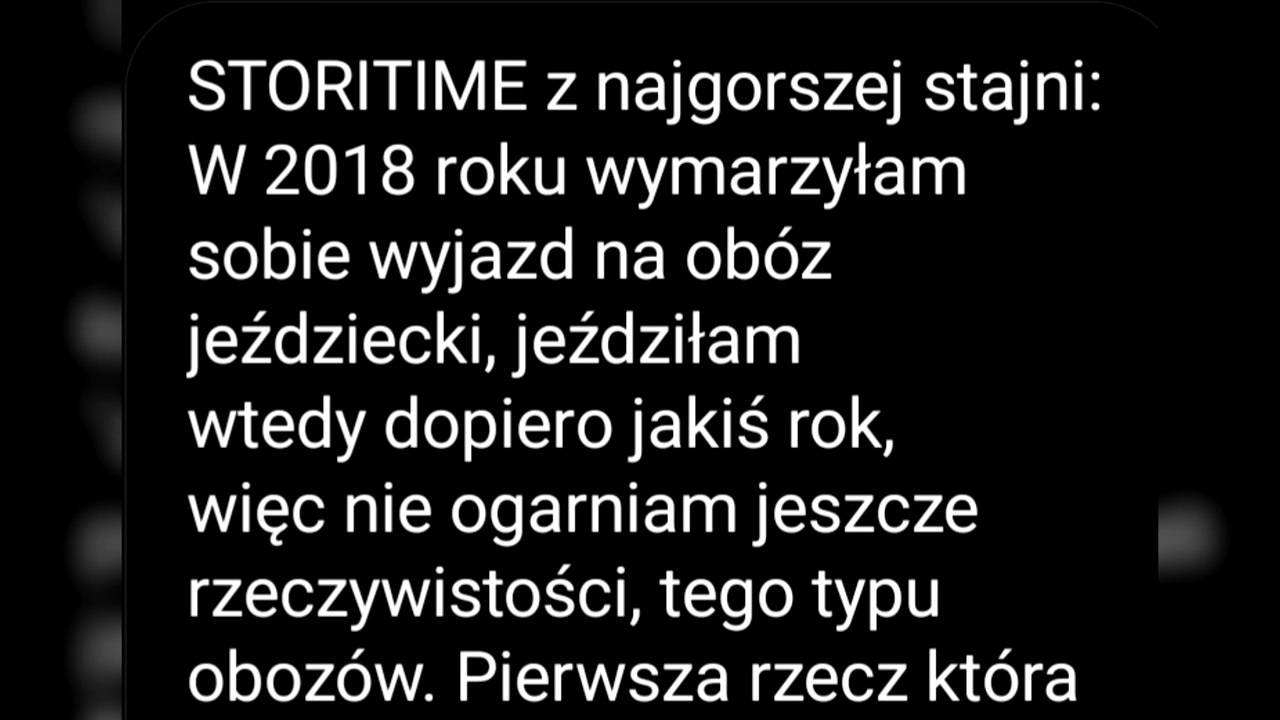 STORITIME z najgorszej stajni:
W 2018 roku wymarzyłam
sobie wyjazd na obóz
jeździecki, jeździłam
wtedy dopiero jakiś rok,
więc nie ogarniam jeszcze
rzeczywistości, tego typu
obozów. Pierwsza rzecz która